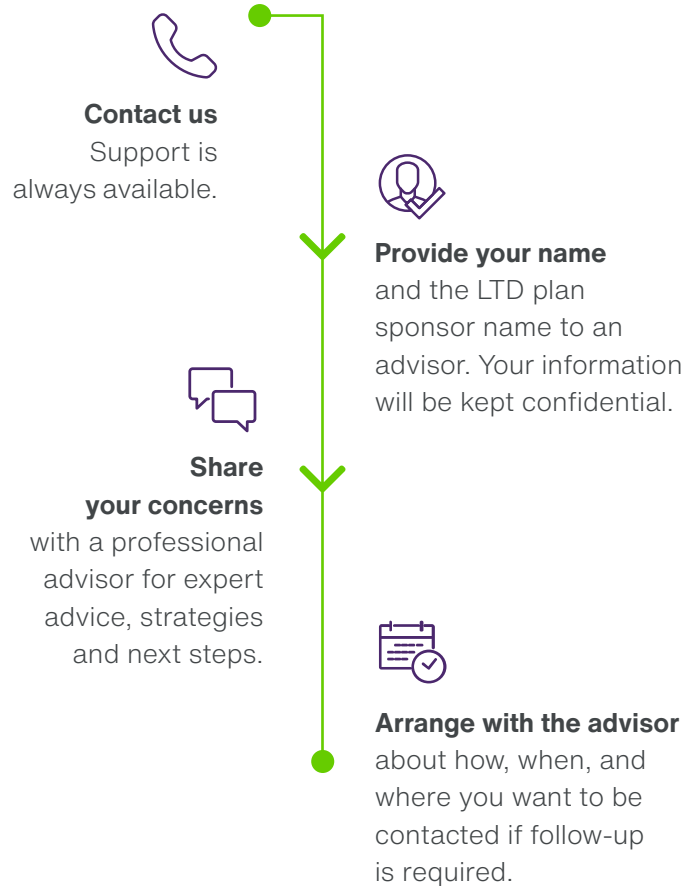 Contact us
Support is
always available.
Provide your name
and the LTD plan
sponsor name to an
advisor. Your information
will be kept confidential.
Share
your concerns
with a professional
advisor for expert
advice, strategies
and next steps.
Arrange with the advisor
about how, when, and
where you want to be
contacted if follow-up
is required.